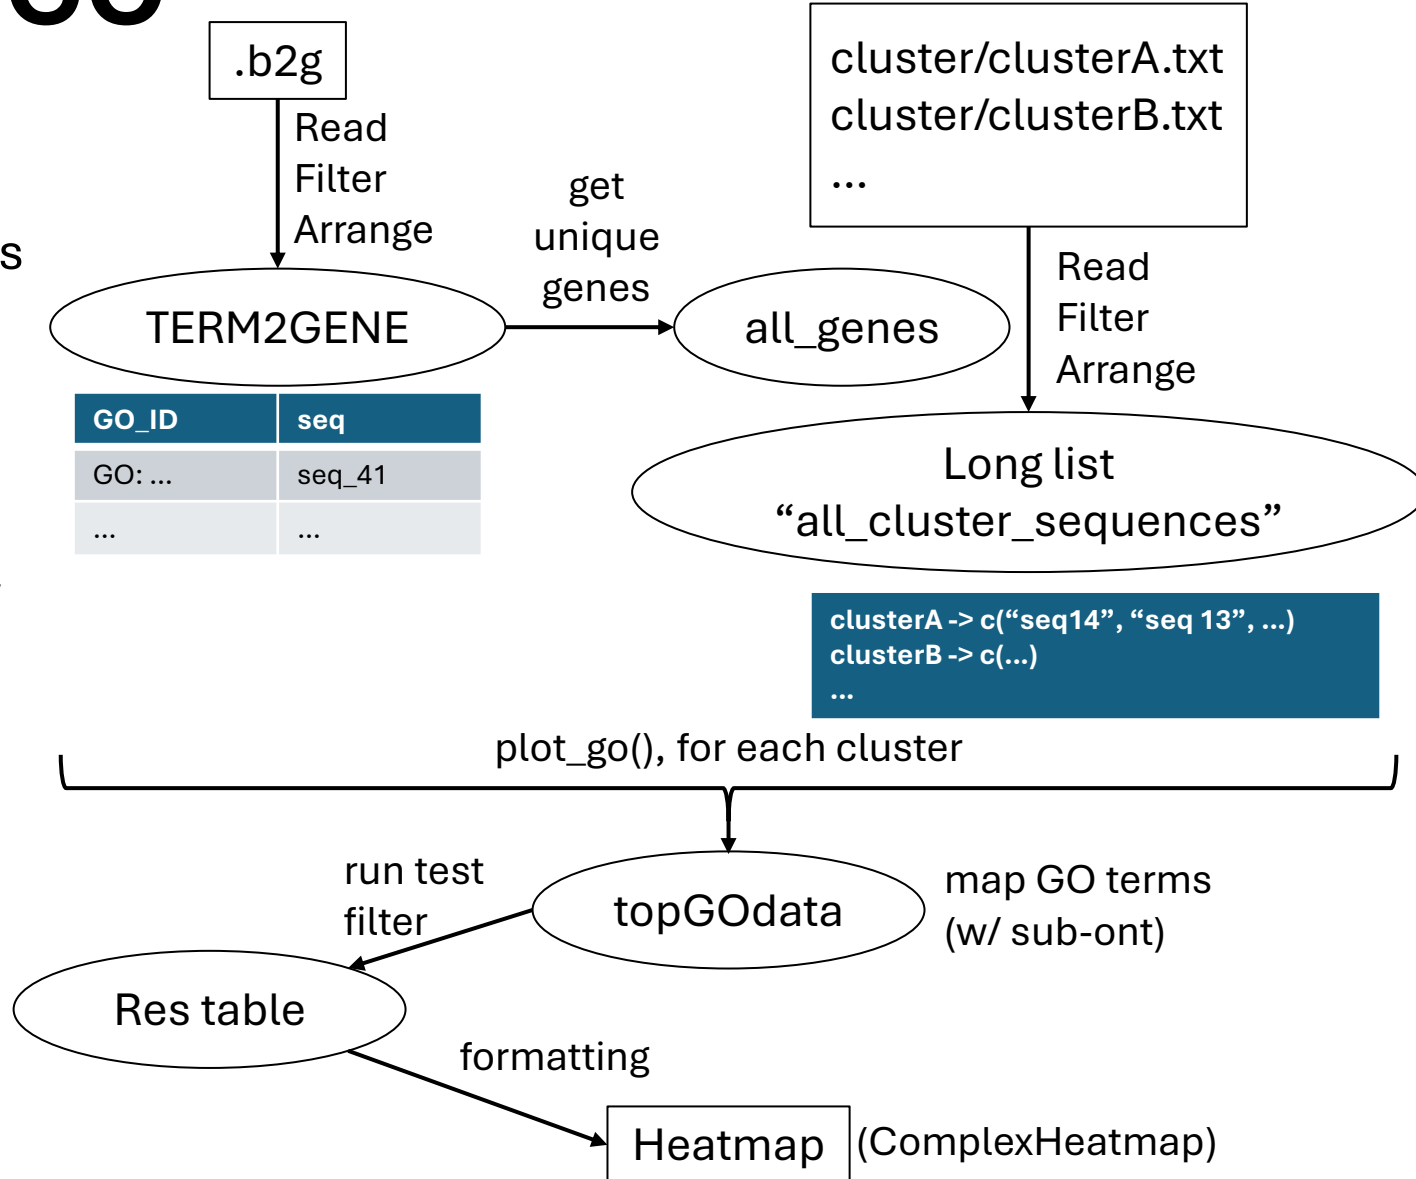 .b2g
Read
Filter
Arrange
cluster/clusterA.txt
cluster/clusterB.txt
...
get
unique
genes
s
TERM2GENE
all_genes
Read
Filter
Arrange
GO_ID seq
GO: ... seq_41
... ...
Long list
“all_cluster_sequences”
clusterA -> c(“seq14”, “seq 13”, ...)
clusterB -> c(...)
...
plot_go(), for each cluster
run test
filter
topGOdata
map GO terms
(w/ sub-ont)
Res table
formatting
Heatmap (ComplexHeatmap)